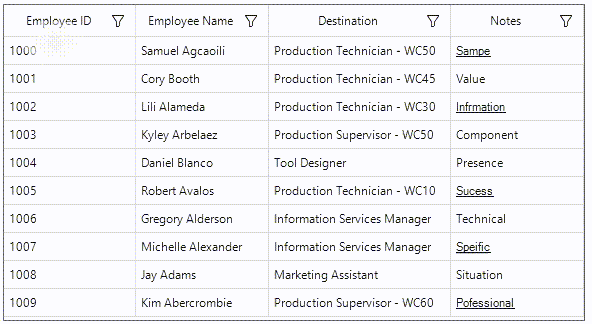 Employee ID Employee Name Destination Notes
1000 Samuel Agcaoili Production Technician - WC50 Sampe
1001 Cory Booth Production Technician - WC45 Value
1002 Lili Alameda Production Technician - WC30 Infrmation
1003 Kyley Arbelaez Production Supervisor - WC50 Component
1004 Daniel Blanco Tool Designer Presence
1005 Robert Avalos Production Technician - WC10 Sucess
1006 Gregory Alderson Information Services Manager Technical
1007 Michelle Alexander Information Services Manager Speific
1008 Jay Adams Marketing Assistant Situation
1009 Kim Abercrombie Production Supervisor - WC60 Pofessional